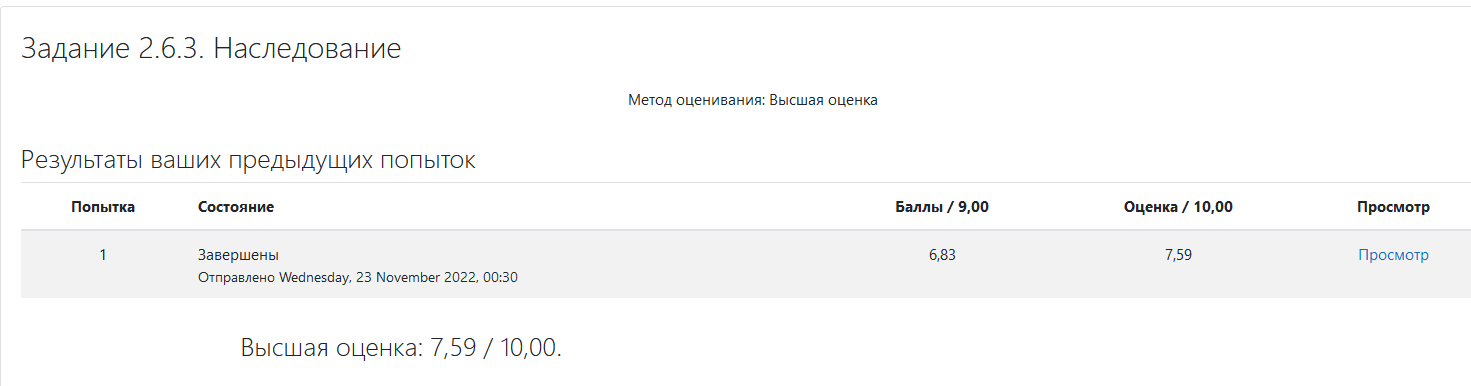 Задание 2.6.3. Наследование
Метод оценивания: Высшая оценка
Результаты ваших предыдущих попыток
Попытка Состояние Баллы / 9,00 Оценка / 10,00 Просмотр
1 Завершены 6,83 7,59 Просмотр
Отправлено Wednesday, 23 November 2022, 00:30
Высшая оценка: 7,59 / 10,00.